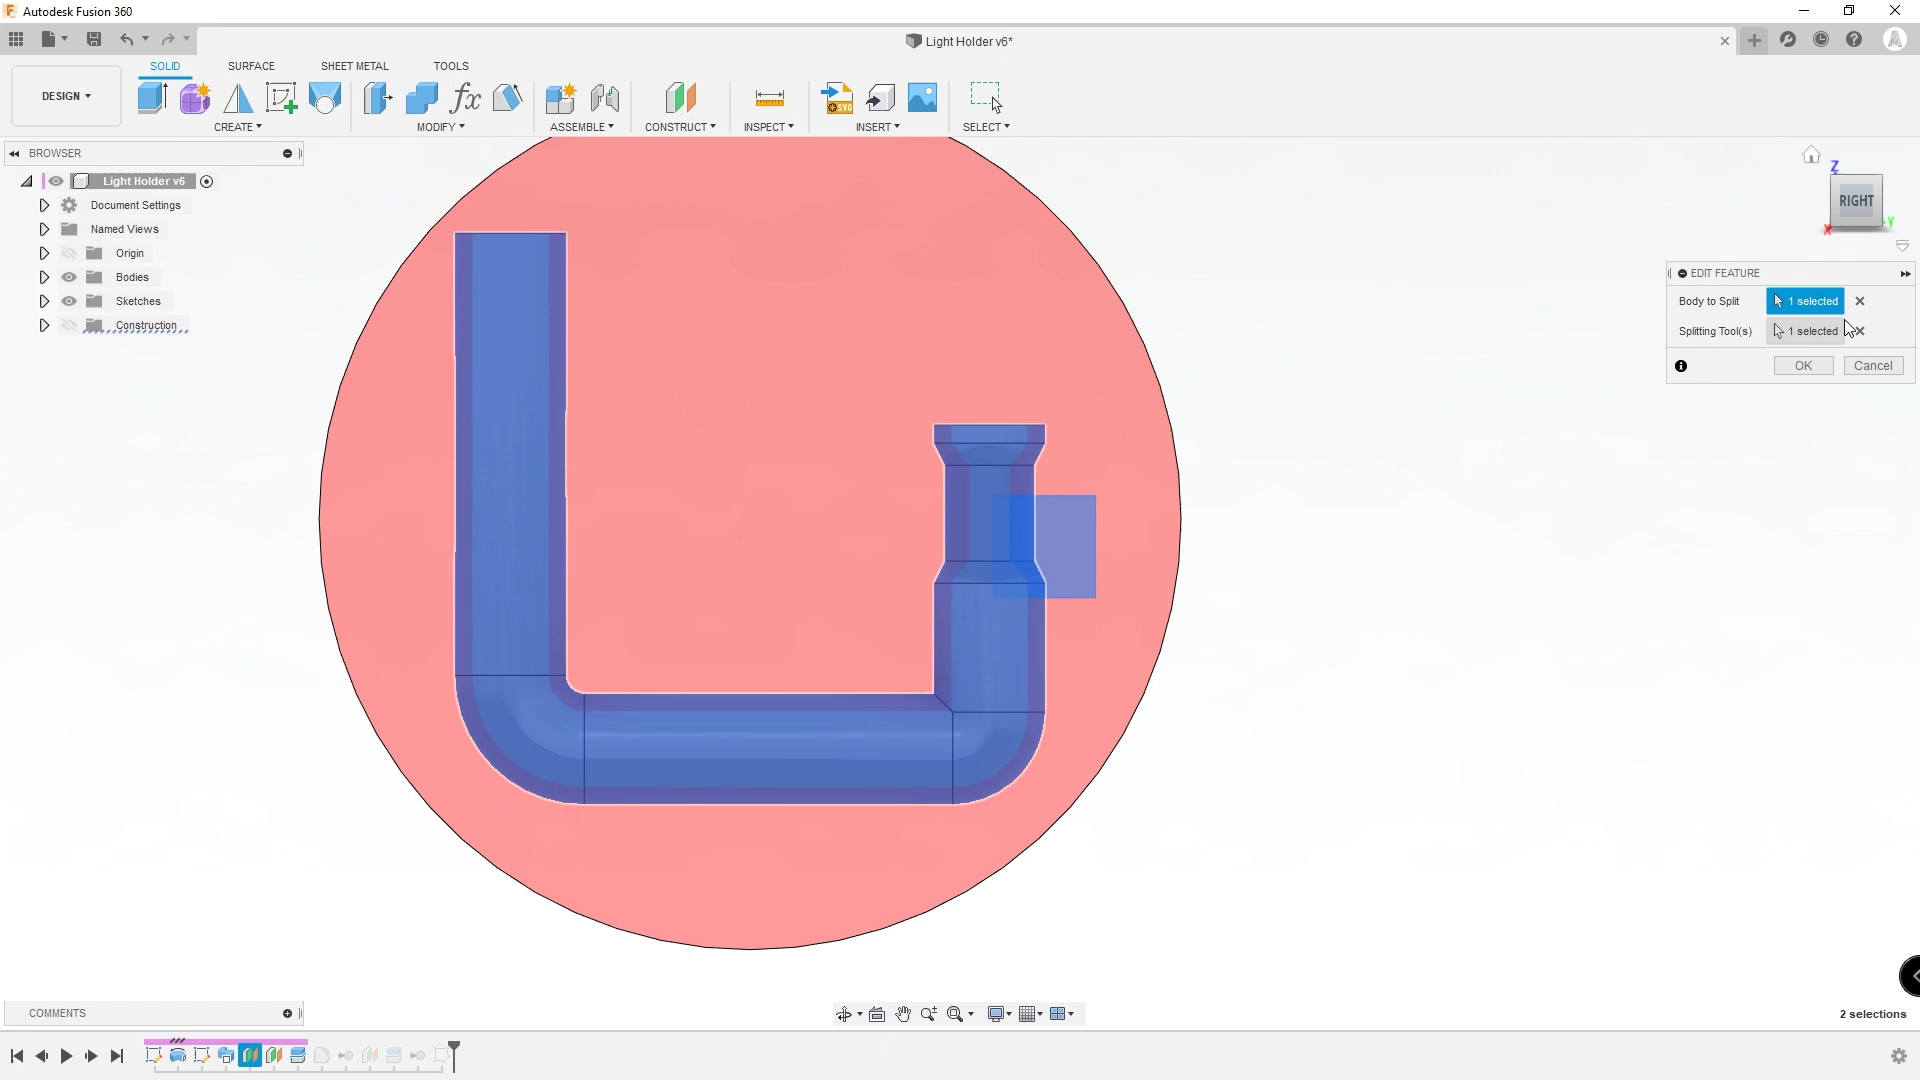 Autodesk Fusion 360
Light Holder v6*
DESIGN
SOLID
SURFACE
SHEET METAL
TOOLS
CREATE
MODIFY
ASSEMBLE
CONSTRUCT
INSPECT
INSERT
SELECT
BROWSER
Light Holder v6
Document Settings
Named Views
Origin
Bodies
Sketches
Construction
Z
RIGHT
X
Y
EDIT FEATURE
Body to Split
1 selected
Splitting Tool(s)
1 selected
OK
Cancel
COMMENTS
2 selections